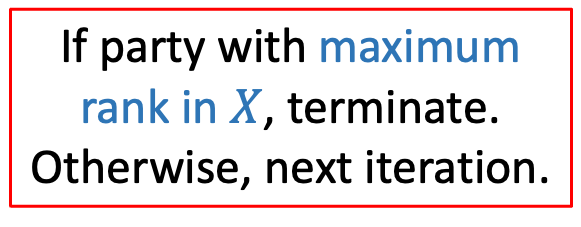 If party with maximum
rank in X, terminate.
Otherwise, next iteration.